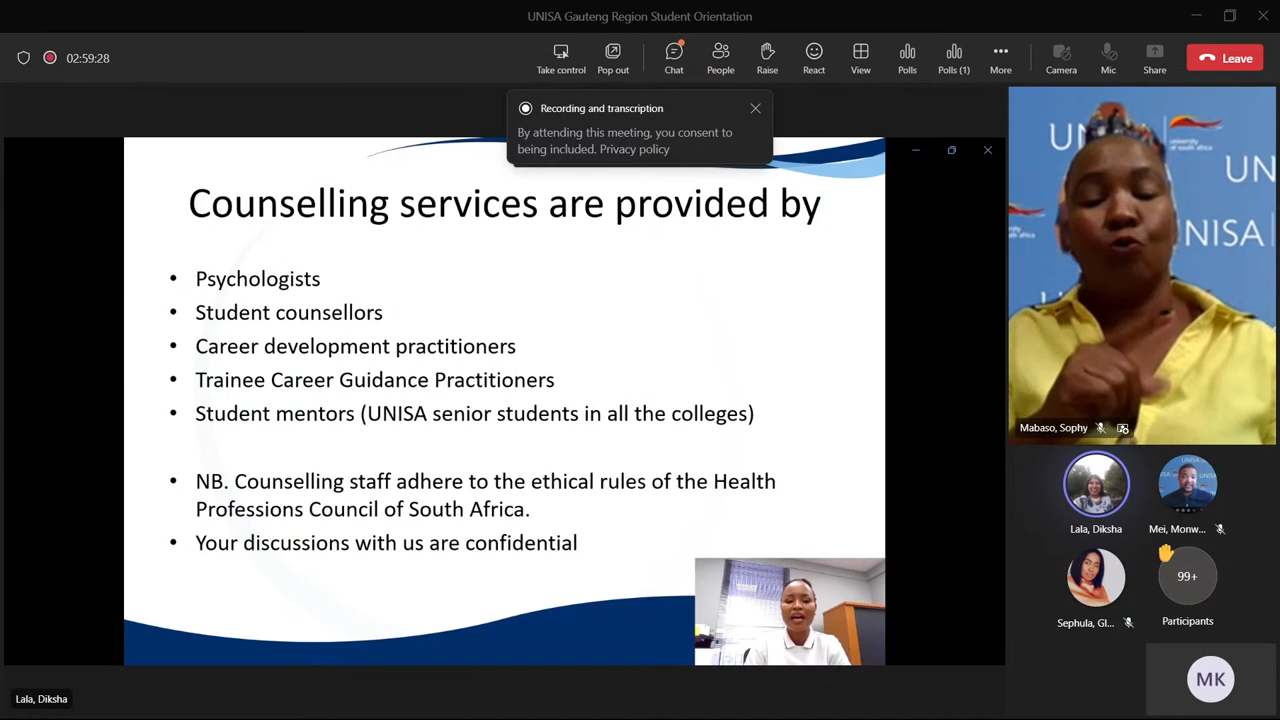 UNISA Gauteng Region Student Orientation
02:59:28
Take control
Pop out
Chat
People
Raise
React
View
Polls
Polls (1)
More
Camera
Mic
Share
Leave
Recording and transcription
By attending this meeting, you consent to
being included. Privacy policy
Counselling services are provided by
• Psychologists
• Student counsellors
• Career development practitioners
• Trainee Career Guidance Practitioners
• Student mentors (UNISA senior students in all the colleges)
• NB. Counselling staff adhere to the ethical rules of the Health
Professions Council of South Africa.
• Your discussions with us are confidential
Lala, Diksha
UNISA
university
of south africa
UNISA
Mabaso, Sophy
Lala, Diksha
Mei, Monw...
Sephula, Gl...
99+
Participants
MK